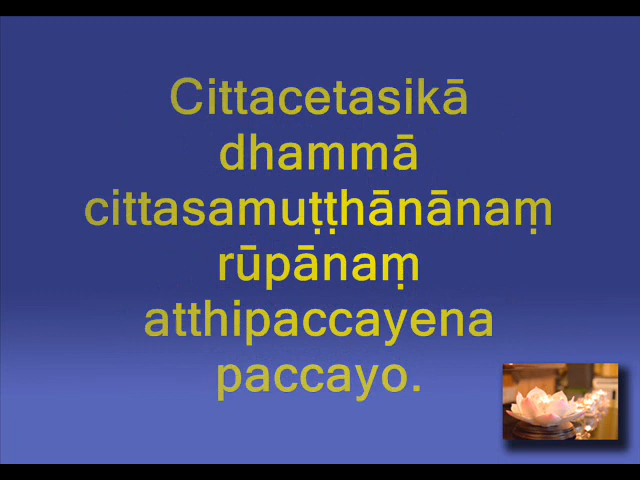 Cittacetasikā
dhammā
cittasamuṭṭhānānaṃ
rūpānaṃ
atthipaccayena
paccayo.